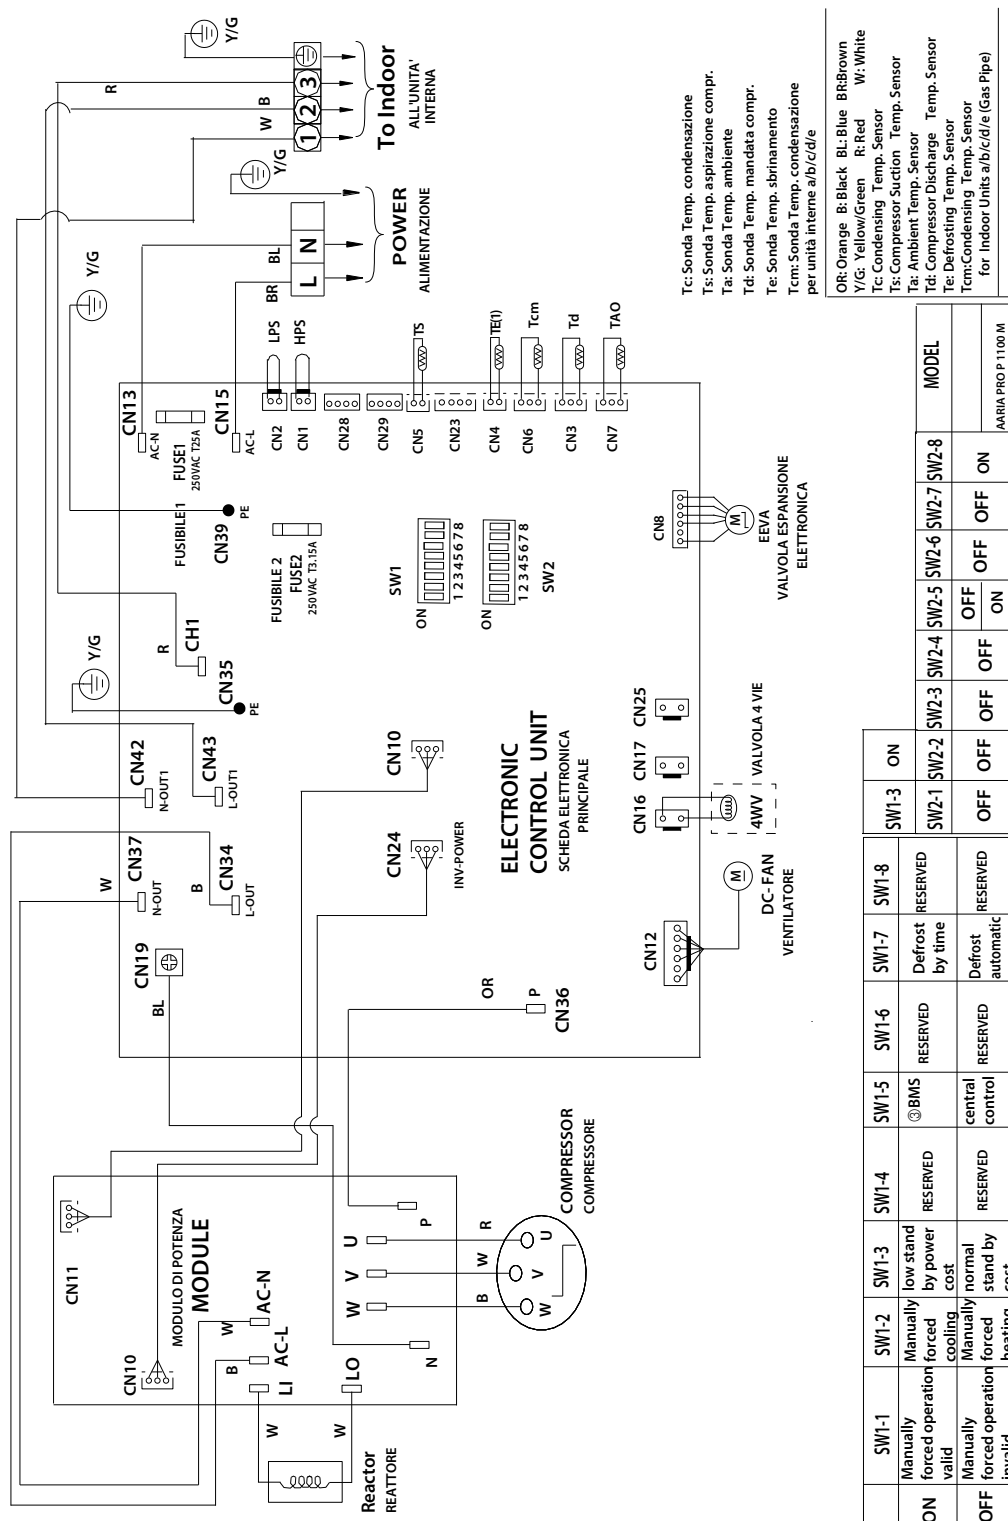 Y/G
R
B
W
1 2 3
To Indoor
ALL'UNITA'
INTERNA
Y/G
L N
BL
BR
POWER
ALIMENTAZIONE
Y/G
CN13
AC-N
FUSE1
250VAC T25A
FUSIBILE 1
CN15
AC-L
CN39
PE
FUSIBILE 2
FUSE2
250VAC T3.15A
CN2
LPS
CN1
HPS
CN28
CN29
CN5
TS
CN23
CN4
TE(1)
CN6
Tcm
CN3
Td
CN7
TAO
SW1
ON
1 2 3 4 5 6 7 8
SW2
ON
1 2 3 4 5 6 7 8
CN8
M
EEVA
VALVOLA ESPANSIONE
ELETTRONICA
Y/G
R
CH1
CN35
PE
CN42
N-OUT1
CN43
L-OUT1
CN10
CN24
INV-POWER
ELECTRONIC
CONTROL UNIT
SCHEDA ELETTRONICA
PRINCIPALE
CN25
CN17
CN16
4WV
VALVOLA 4 VIE
W
CN37
N-OUT
B
CN34
L-OUT
CN19
BL
OR
P
CN36
CN12
M
DC-FAN
VENTILATORE
CN11
MODULO DI POTENZA
MODULE
CN10
W
AC-N
B
AC-L
LI
LO
W
W
Reactor
REATTORE
P
U
V
W
N
R
W
B
U
V
W
COMPRESSOR
COMPRESSORE
Tc: Sonda Temp. condensazione
Ts: Sonda Temp. aspirazione compr.
Ta: Sonda Temp. ambiente
Td: Sonda Temp. mandata compr.
Te: Sonda Temp. sbrinamento
Tcm: Sonda Temp. condensazione
per unità interne a/b/c/d/e
OR: Orange B: Black BL: Blue BR:Brown
Y/G: Yellow/Green R: Red W: White
Tc: Condensing Temp. Sensor
Ts: Compressor Suction Temp. Sensor
Ta: Ambient Temp. Sensor
Td: Compressor Discharge Temp. Sensor
Te: Defrosting Temp. Sensor
Tcm:Condensing Temp. Sensor
for Indoor Units a/b/c/d/e (Gas Pipe)
SW1-1 SW1-2 SW1-3 SW1-4 SW1-5 SW1-6 SW1-7 SW1-8
ON
Manually
forced operation
valid
Manually
forced
cooling
low stand
by power
cost
RESERVED
③BMS
RESERVED
Defrost
by time
RESERVED
OFF
Manually
forced operation
invalid
Manually
forced
heating
normal
stand by
cost
RESERVED
central
control
RESERVED
Defrost
automatic
RESERVED
SW1-3 ON
SW2-1 SW2-2 SW2-3 SW2-4 SW2-5 SW2-6 SW2-7 SW2-8 MODEL
OFF OFF OFF OFF OFF OFF OFF ON
ON
AARIA PRO P 1100 M